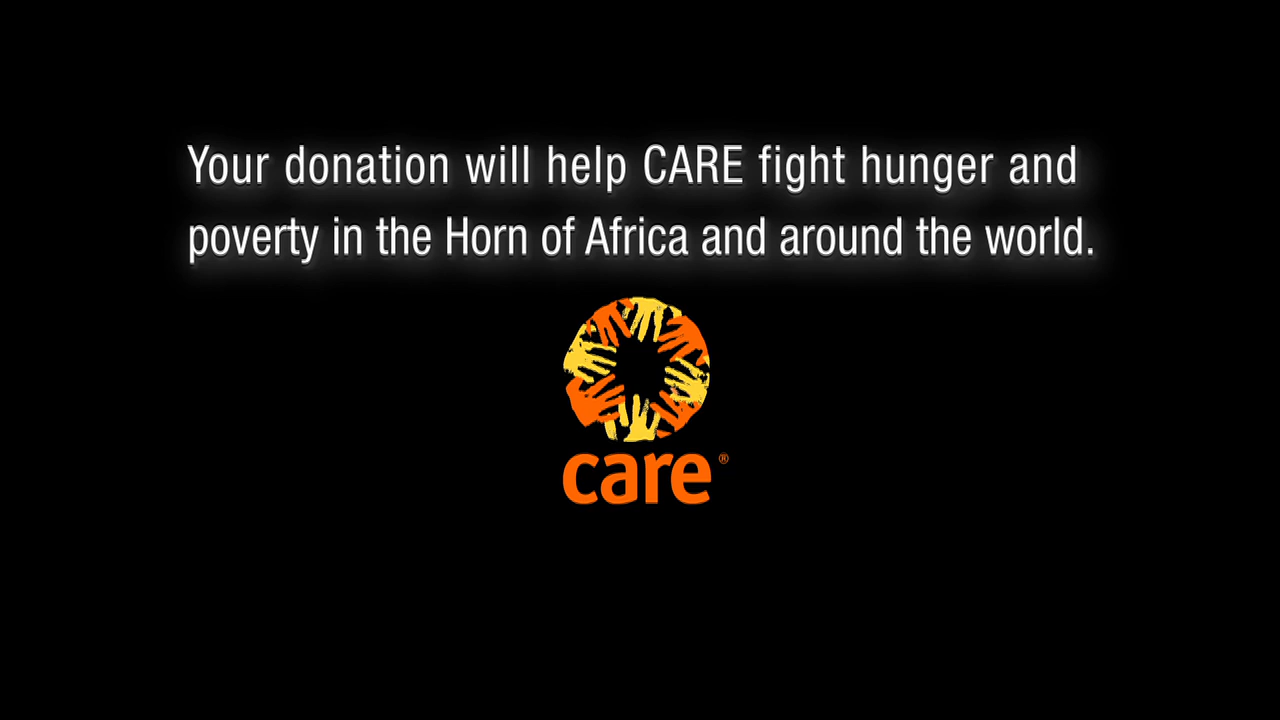 Your donation will help CARE fight hunger and
poverty in the Horn of Africa and around the world.
care®